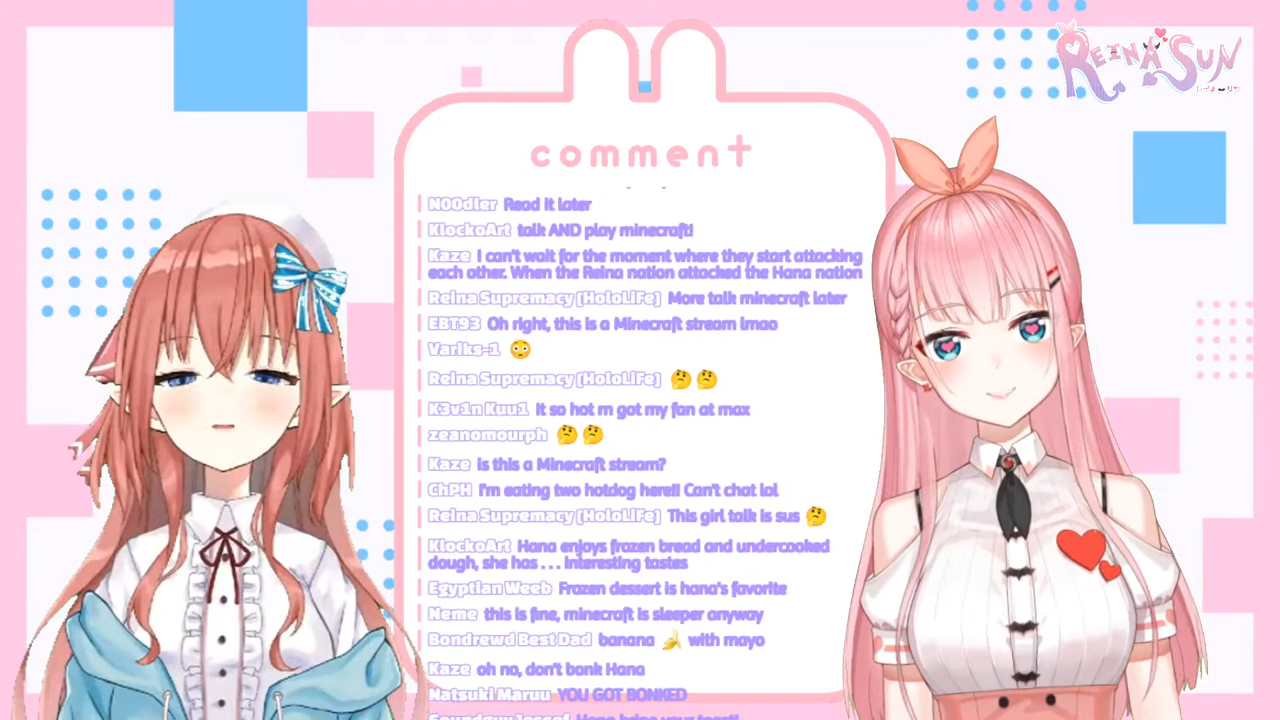 REINA SUN
comment
N00dler Read it later
KlockoArt talk AND play minecraft!
Kaze I can't wait for the moment where they start attacking
each other. When the Reina nation attacked the Hana nation
Reina Supremacy [HoloLiFe] More talk minecraft later
EBT93 Oh right, this is a Minecraft stream lmao
Variks-1 😳
Reina Supremacy [HoloLiFe] 🤔 🤔
K3v1n Kuu1 It so hot rn got my fan at max
zeanomourph 🤔 🤔
Kaze Is this a Minecraft stream?
ChPH I'm eating two hotdog here!! Can't chat lol
Reina Supremacy [HoloLiFe] This girl talk is sus 🤔
KlockoArt Hana enjoys frozen bread and undercooked
dough, she has . . . interesting tastes
Egyptian Weeb Frozen dessert is hana's favorite
Neme this is fine, minecraft is sleeper anyway
Bondrewd Best Dad banana 🍌 with mayo
Kaze oh no, don't bonk Hana
Natsuki Maruu YOU GOT BONKED